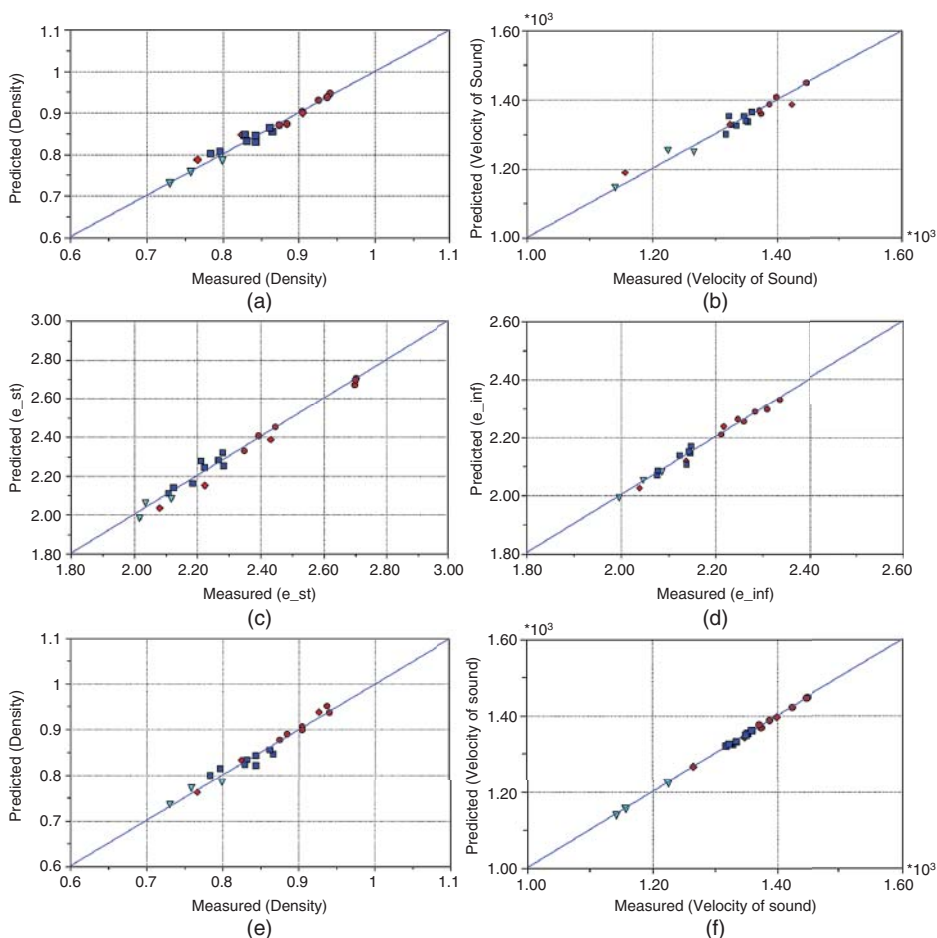 1.1
1
0.9
0.8
0.7
0.6
Predicted (Density)
0.6 0.7 0.8 0.9 1 1.1
Measured (Density)
(a)
*10³
1.60
1.40
1.20
1.00
Predicted (Velocity of Sound)
1.00 1.20 1.40 1.60 *10³
Measured (Velocity of Sound)
(b)
3.00
2.80
2.60
2.40
2.20
2.00
1.80
Predicted (e_st)
1.80 2.00 2.20 2.40 2.60 2.80 3.00
Measured (e_st)
(c)
2.60
2.40
2.20
2.00
1.80
Predicted (e_inf)
1.80 2.00 2.20 2.40 2.60
Measured (e_inf)
(d)
1.1
1
0.9
0.8
0.7
0.6
Predicted (Density)
0.6 0.7 0.8 0.9 1 1.1
Measured (Density)
(e)
*10³
1.60
1.40
1.20
1.00
Predicted (Velocity of sound)
1.00 1.20 1.40 1.60 *10³
Measured (Velocity of sound)
(f)